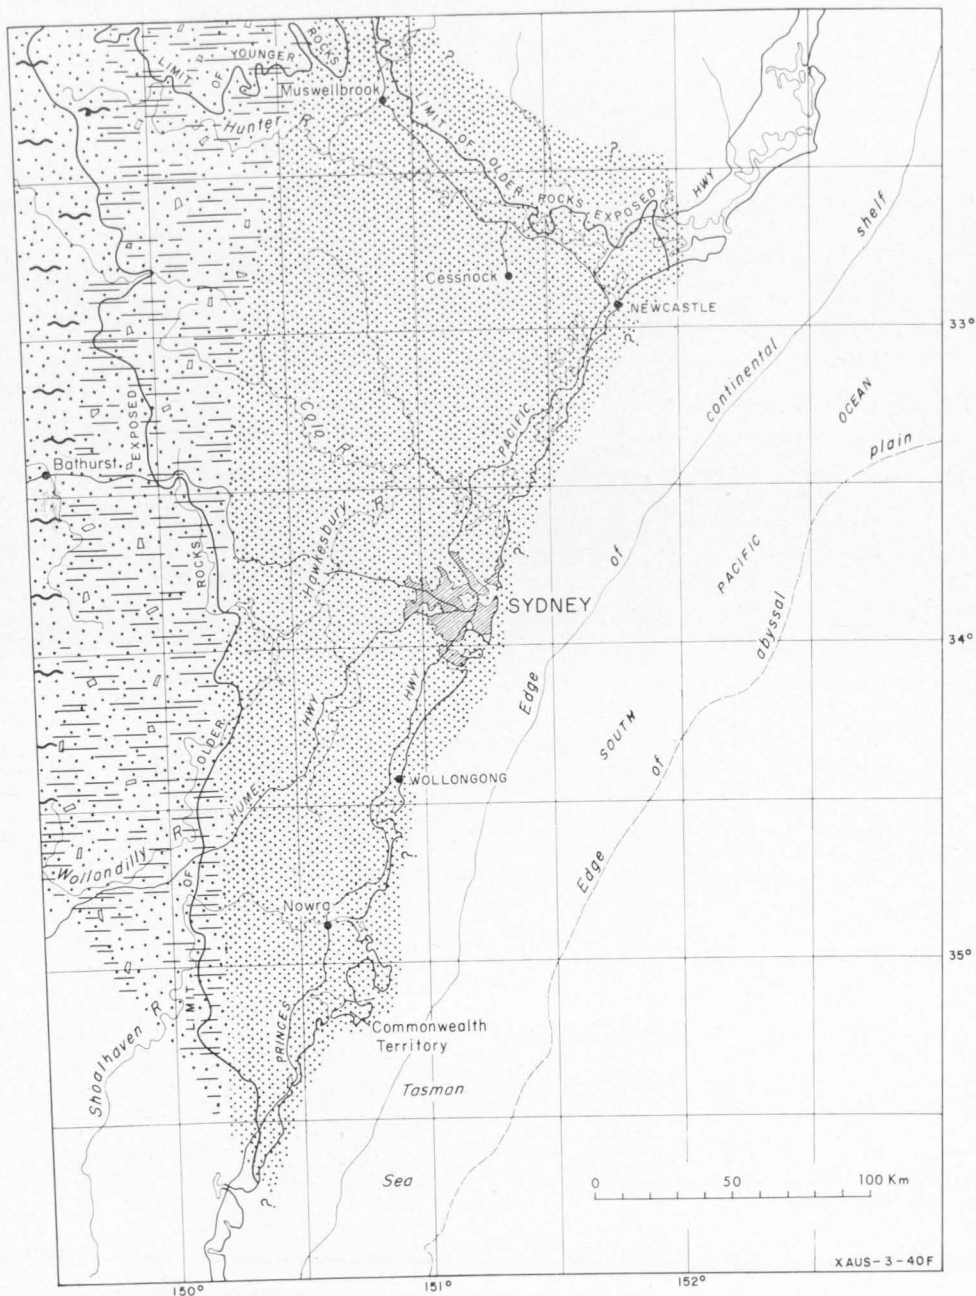 LIMIT OF YOUNGER ROCKS
?
Muswellbrook
Hunter R
LIMIT OF OLDER ROCKS EXPOSED
?
HWY
shelf
Cessnock
NEWCASTLE
?
33°
continental
OCEAN
EXPOSED
Colo R
PACIFIC
plain
Bathurst
Hawkesbury R
?
of
PACIFIC
ROCKS
SYDNEY
abyssal
34°
Edge
HWY
HWY
SOUTH
OLDER
of
WOLLONGONG
HUME
Wollondilly R
?
Edge
OF
Nowra
35°
LIMIT
Shoalhaven R
PRINCES
Commonwealth
Territory
Tasman
Sea
0 50 100 Km
?
XAUS-3-40F
150° 151° 152°